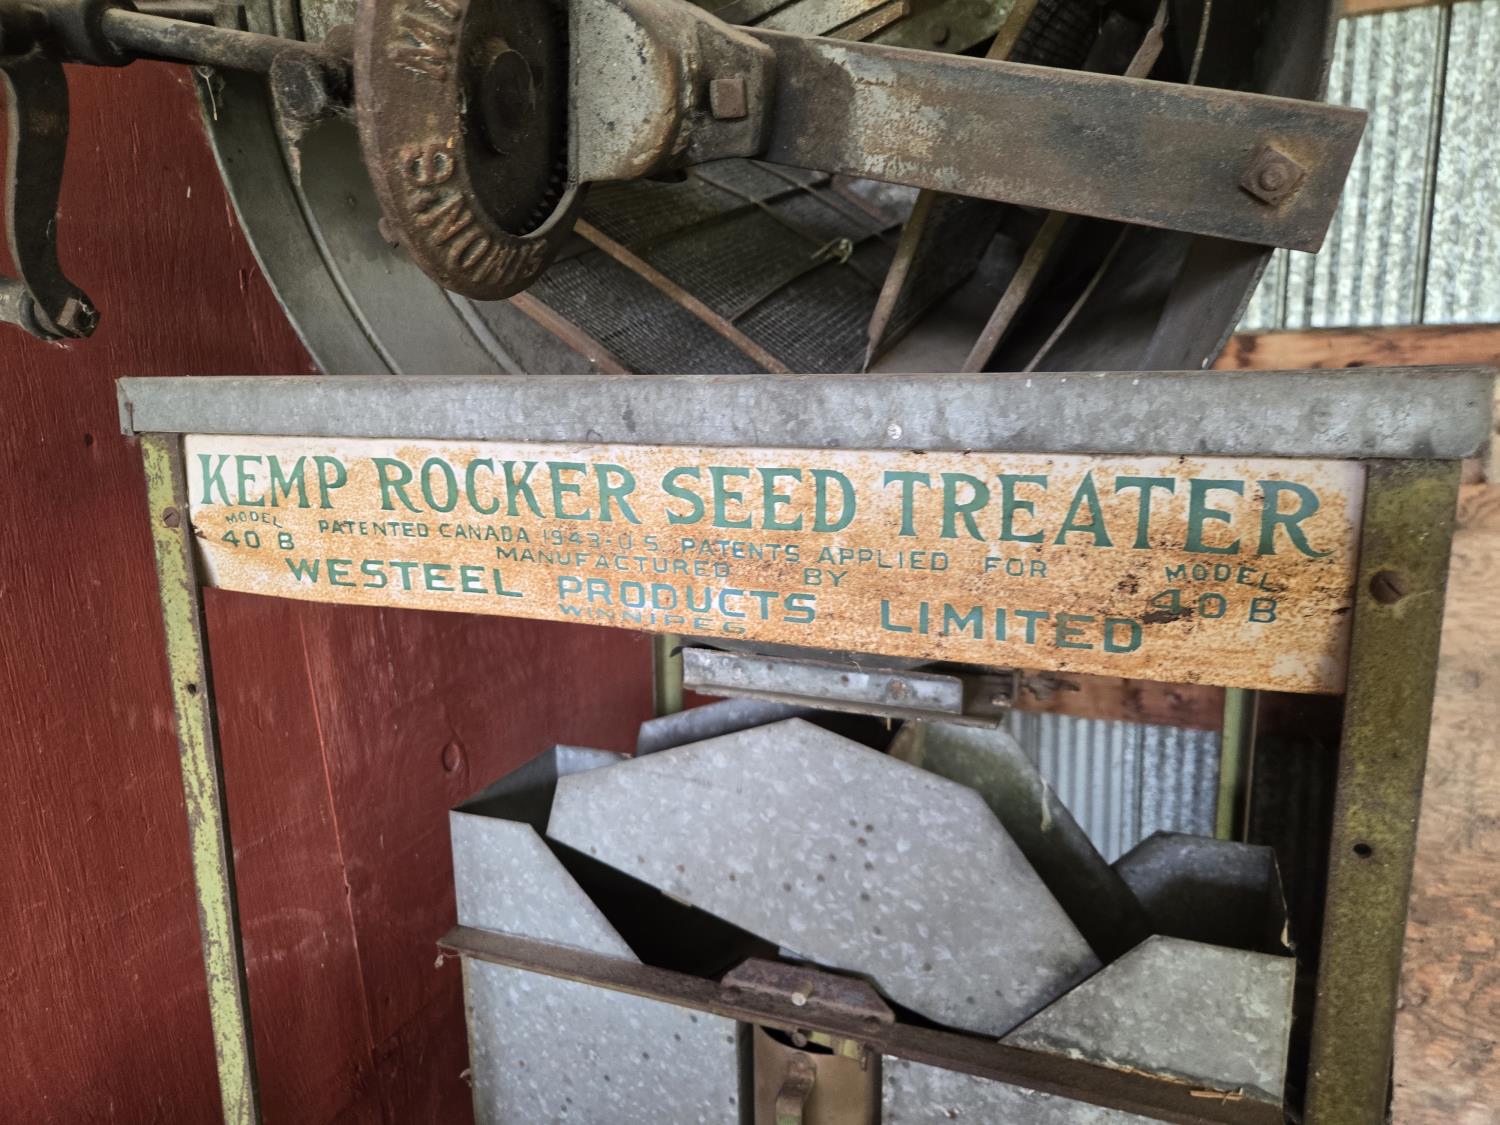 SIMON'S
KEMP ROCKER SEED TREATER
MODEL 40 B
PATENTED CANADA 1943 - U.S. PATENTS APPLIED FOR
MODEL 40 B
MANUFACTURED BY
WESTEEL PRODUCTS LIMITED
WINNIPEG